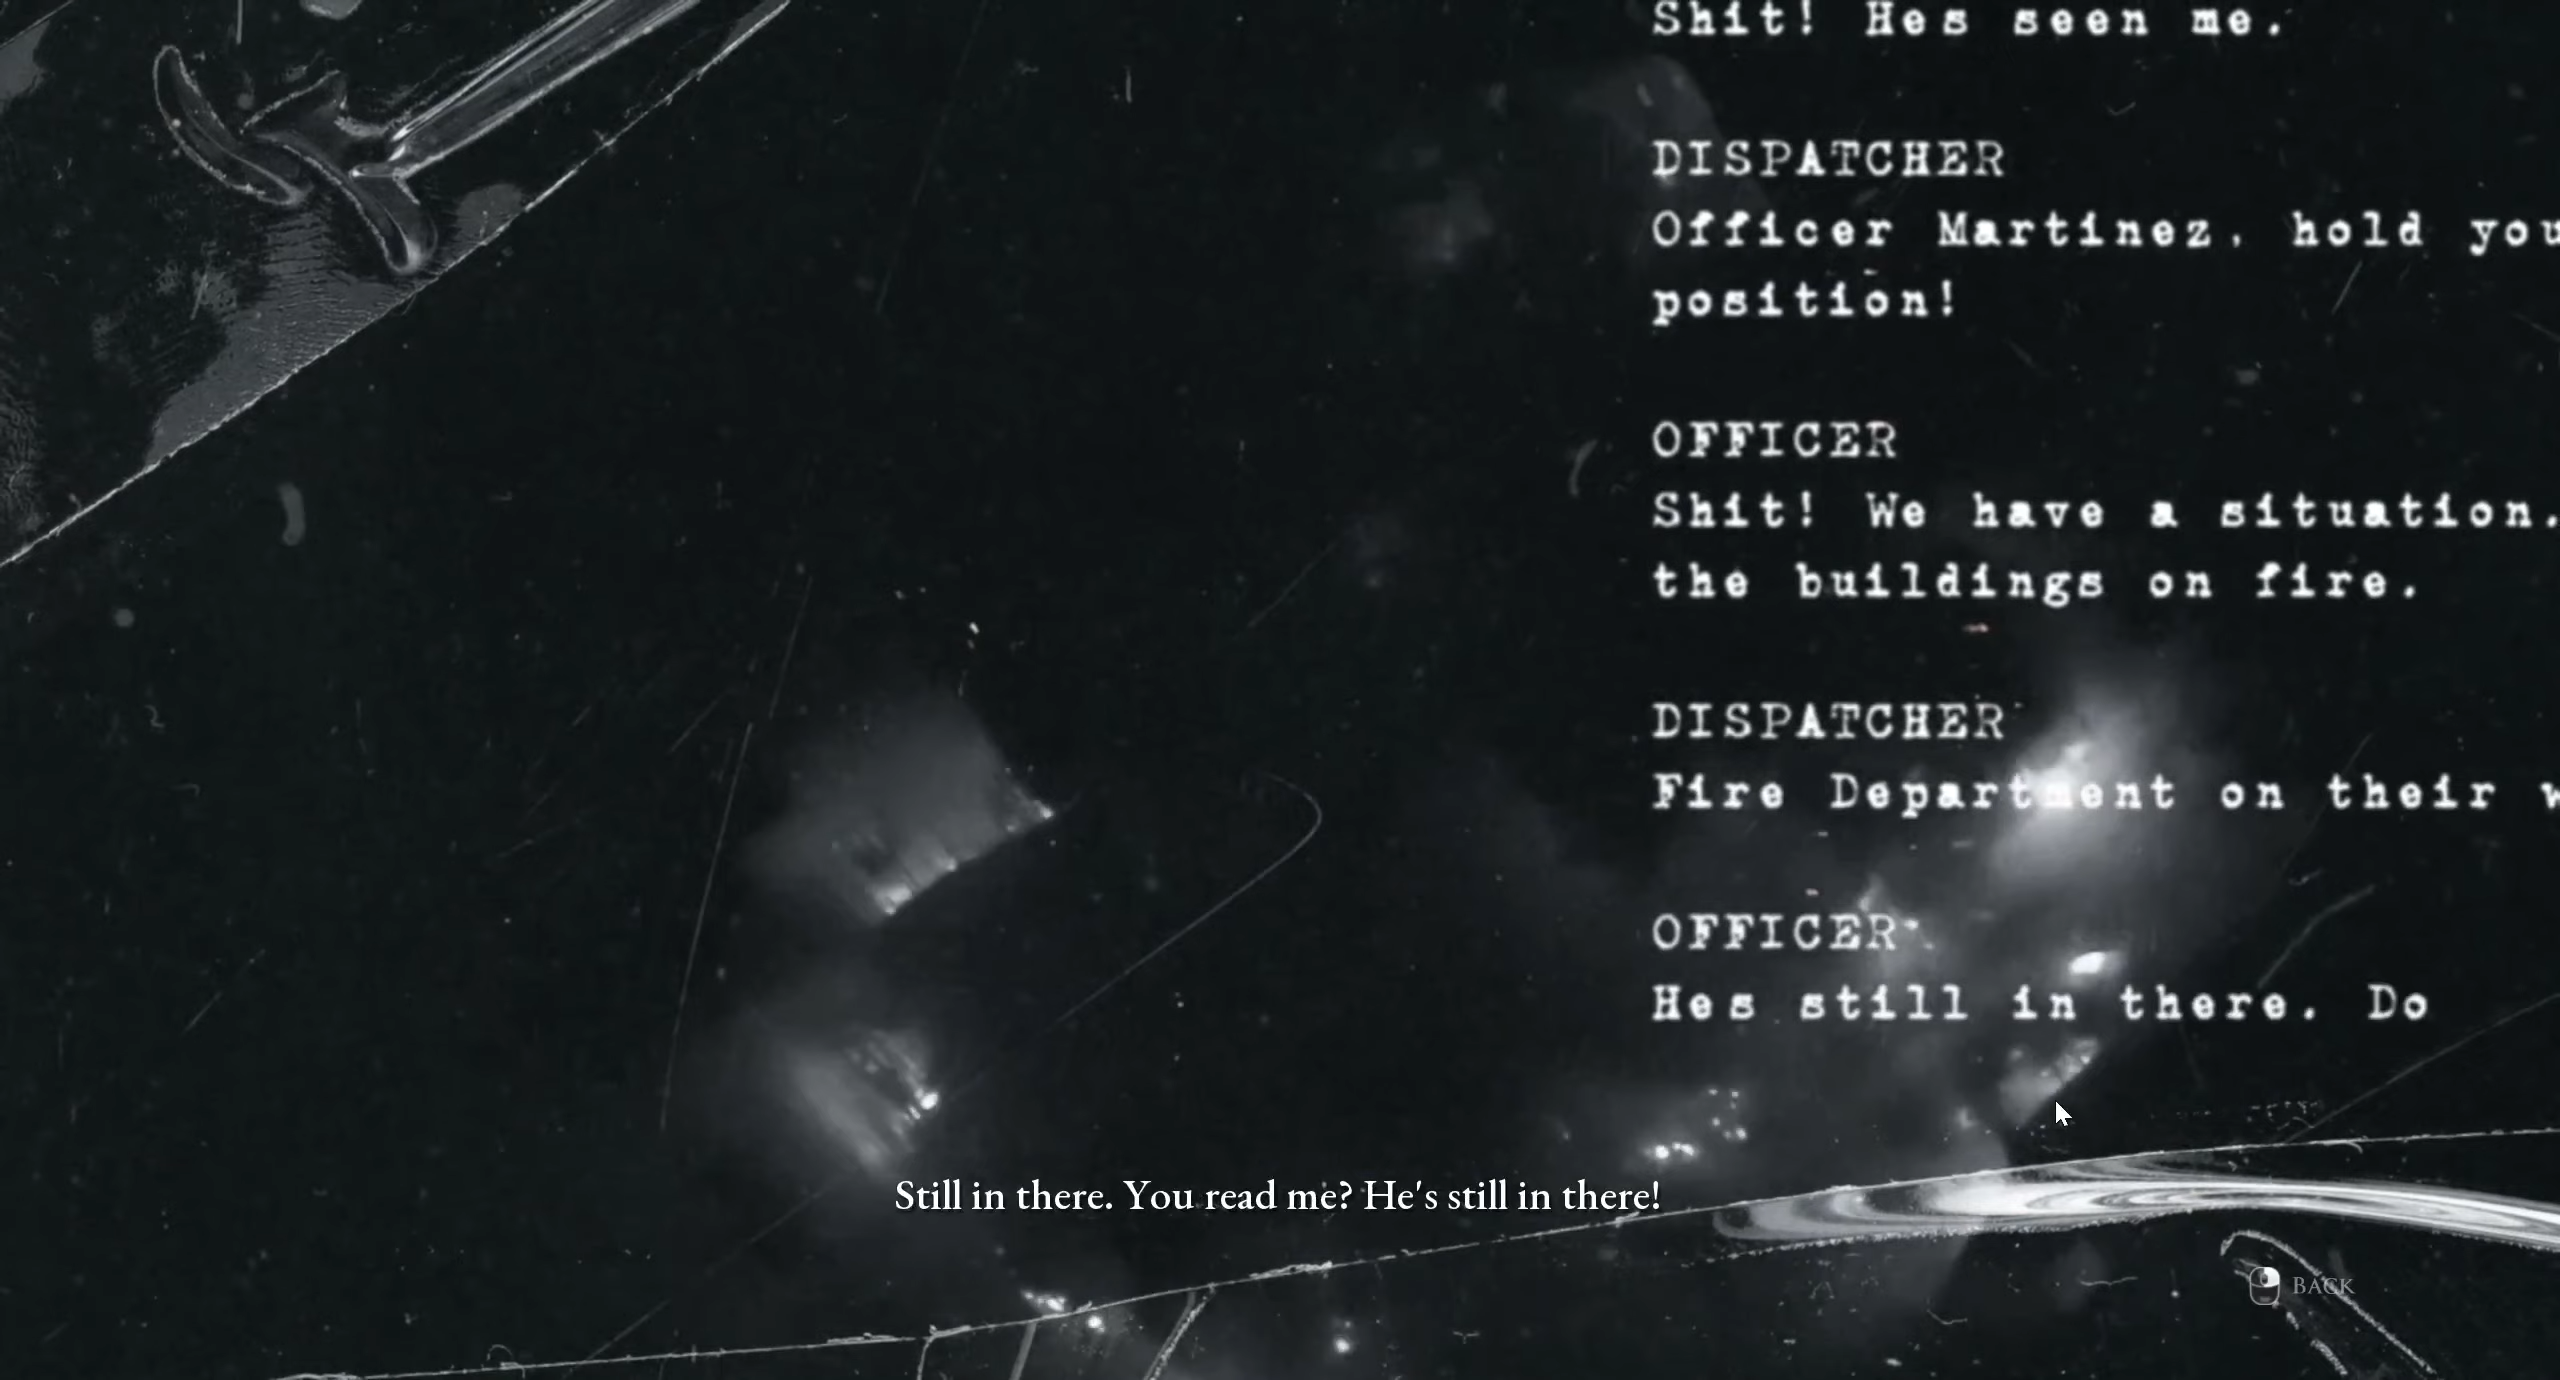 Shit! Hes seen me.
DISPATCHER
Officer Martinez, hold you
position!
OFFICER
Shit! We have a situation.
the buildings on fire.
DISPATCHER
Fire Department on their w
OFFICER
Hes still in there. Do
Still in there. You read me? He's still in there!
BACK